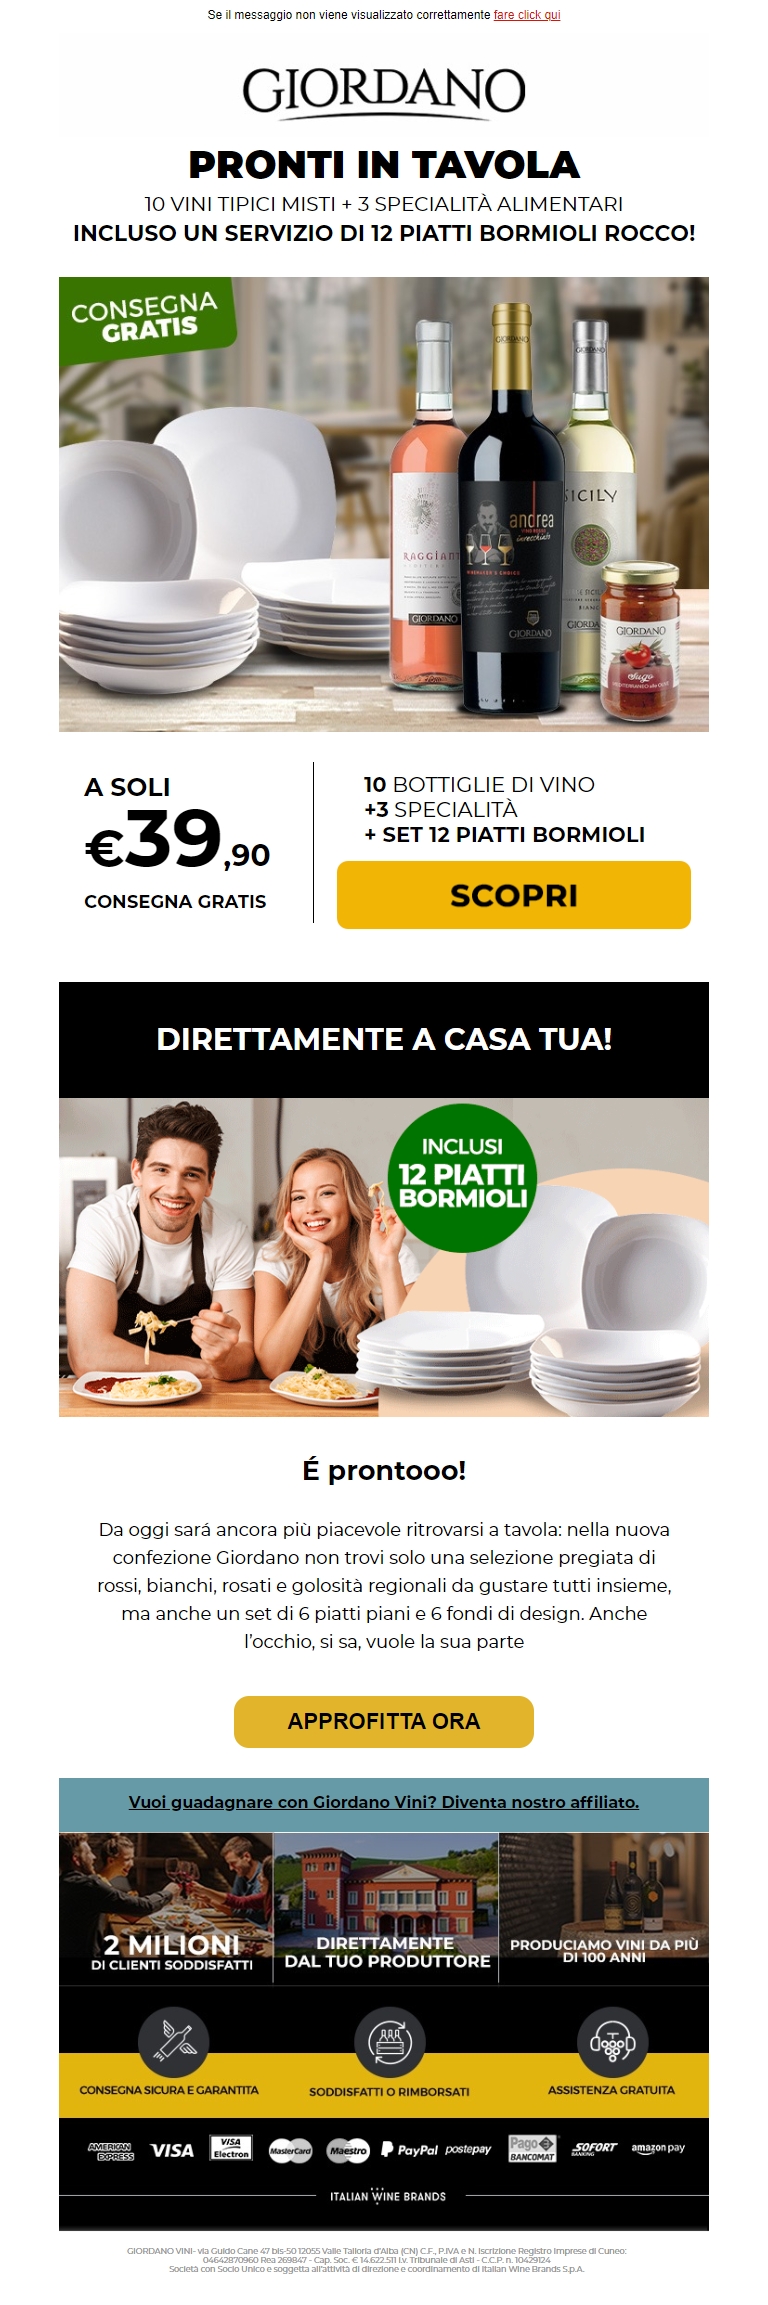 Se il messaggio non viene visualizzato correttamente fare click qui
GIORDANO
PRONTI IN TAVOLA
10 VINI TIPICI MISTI + 3 SPECIALITÀ ALIMENTARI
INCLUSO UN SERVIZIO DI 12 PIATTI BORMIOLI ROCCO!
CONSEGNA
GRATIS
GIORDANO
GIORDANO
SICILY
andrea
RAGGIANT
GIORDANO
GIORDANO
GIORDA
GIORDANO
Sugo
A SOLI
€39,90
CONSEGNA GRATIS
10 BOTTIGLIE DI VINO
+3 SPECIALITÀ
+ SET 12 PIATTI BORMIOLI
SCOPRI
DIRETTAMENTE A CASA TUA!
INCLUSI
12 PIATTI
BORMIOLI
É prontooo!
Da oggi sará ancora più piacevole ritrovarsi a tavola: nella nuova
confezione Giordano non trovi solo una selezione pregiata di
rossi, bianchi, rosati e golosità regionali da gustare tutti insieme,
ma anche un set di 6 piatti piani e 6 fondi di design. Anche
l'occhio, si sa, vuole la sua parte
APPROFITTA ORA
Vuoi guadagnare con Giordano Vini? Diventa nostro affiliato.
2 MILIONI
DI CLIENTI SODDISFATTI
DIRETTAMENTE
DAL TUO PRODUTTORE
PRODUCIAMO VINI DA PIÙ
DI 100 ANNI
CONSEGNA SICURA E GARANTITA
SODDISFATTI O RIMBORSATI
ASSISTENZA GRATUITA
AMERICAN EXPRESS VISA VISA Electron MasterCard Maestro PayPal postepay Pago BANCOMAT SOFORT BANKING amazon pay
ITALIAN WINE BRANDS
GIORDANO VINI- via Guido Cane 47 bis-50 12055 Valle Talloria d'Alba (CN) C.F., P.IVA e N. Iscrizione Registro Imprese di Cuneo:
04642870960 Rea 269847 - Cap. Soc. € 14.622.511 i.v. Tribunale di Asti - C.C.P. n. 10429124
Società con Socio Unico e soggetta all'attività di direzione e coordinamento di Italian Wine Brands S.p.A.